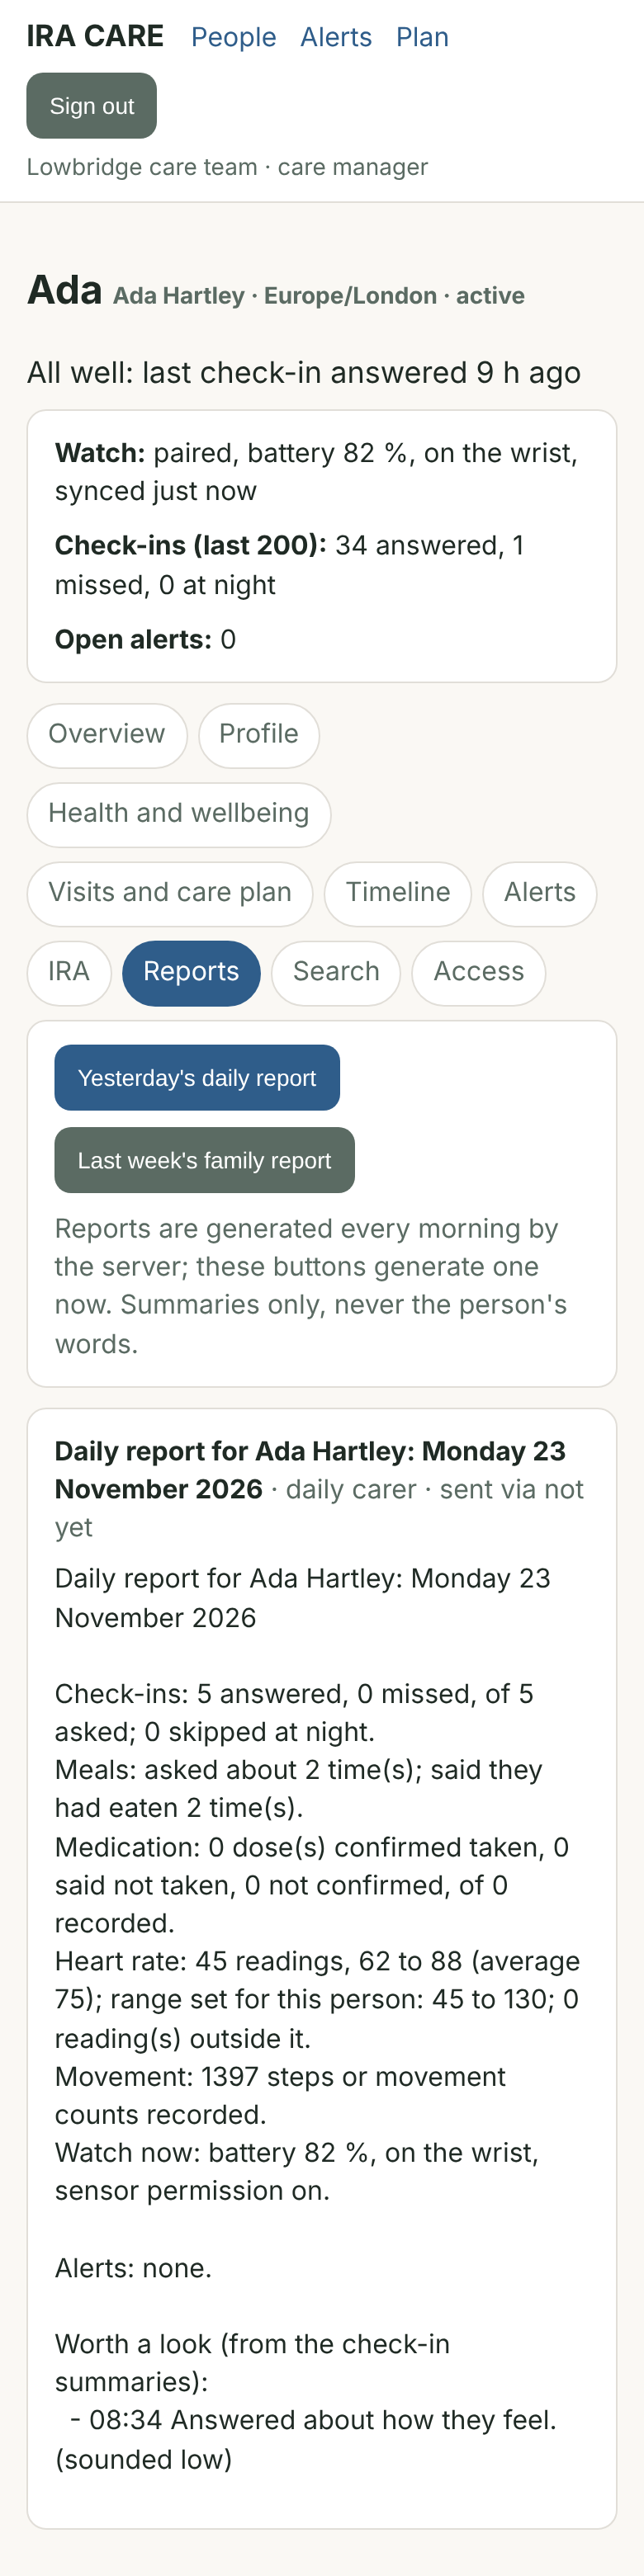 IRA CARE People Alerts Plan
Sign out
Lowbridge care team · care manager
Ada Ada Hartley · Europe/London · active
All well: last check-in answered 9 h ago
Watch: paired, battery 82 %, on the wrist,
synced just now
Check-ins (last 200): 34 answered, 1
missed, 0 at night
Open alerts: 0
Overview Profile
Health and wellbeing
Visits and care plan Timeline Alerts
IRA Reports Search Access
Yesterday's daily report
Last week's family report
Reports are generated every morning by
the server; these buttons generate one
now. Summaries only, never the person's
words.
Daily report for Ada Hartley: Monday 23
November 2026 · daily carer · sent via not
yet
Daily report for Ada Hartley: Monday 23
November 2026
Check-ins: 5 answered, 0 missed, of 5
asked; 0 skipped at night.
Meals: asked about 2 time(s); said they
had eaten 2 time(s).
Medication: 0 dose(s) confirmed taken, 0
said not taken, 0 not confirmed, of 0
recorded.
Heart rate: 45 readings, 62 to 88 (average
75); range set for this person: 45 to 130; 0
reading(s) outside it.
Movement: 1397 steps or movement
counts recorded.
Watch now: battery 82 %, on the wrist,
sensor permission on.
Alerts: none.
Worth a look (from the check-in
summaries):
- 08:34 Answered about how they feel.
(sounded low)